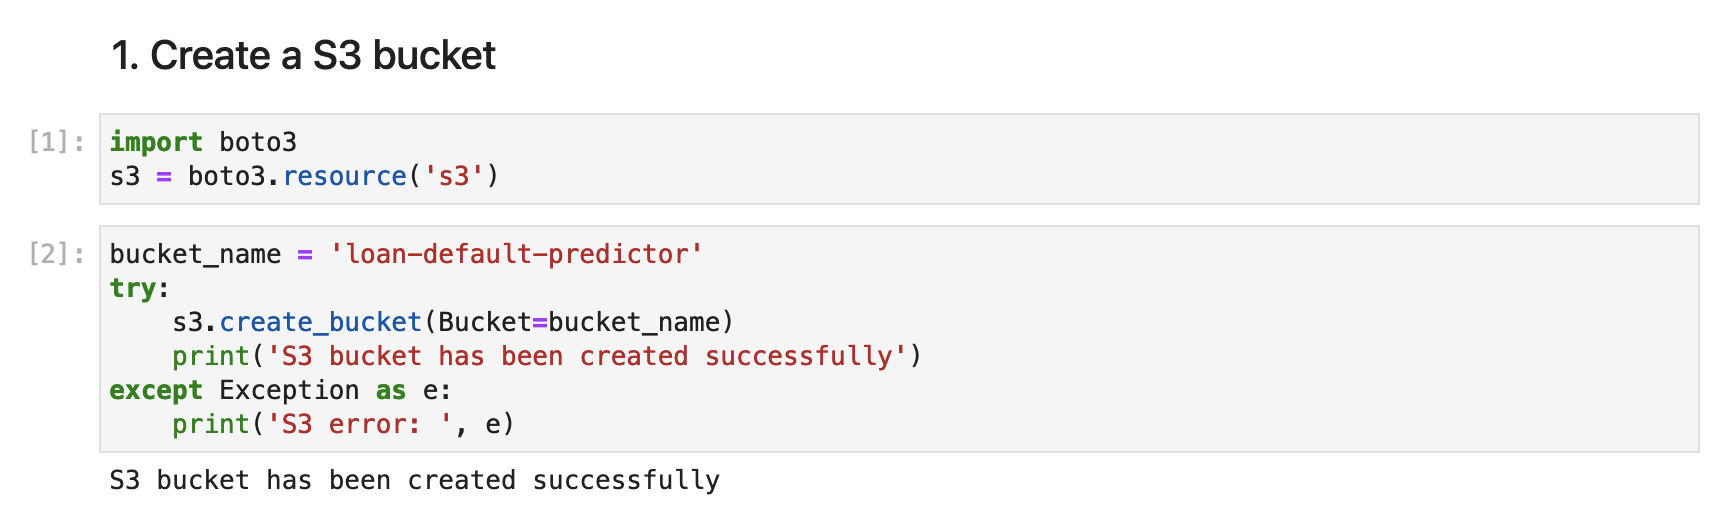 1. Create a S3 bucket
[1]:
import boto3
s3 = boto3.resource('s3')
[2]:
bucket_name = 'loan-default-predictor'
try:
    s3.create_bucket(Bucket=bucket_name)
    print('S3 bucket has been created successfully')
except Exception as e:
    print('S3 error: ', e)
S3 bucket has been created successfully